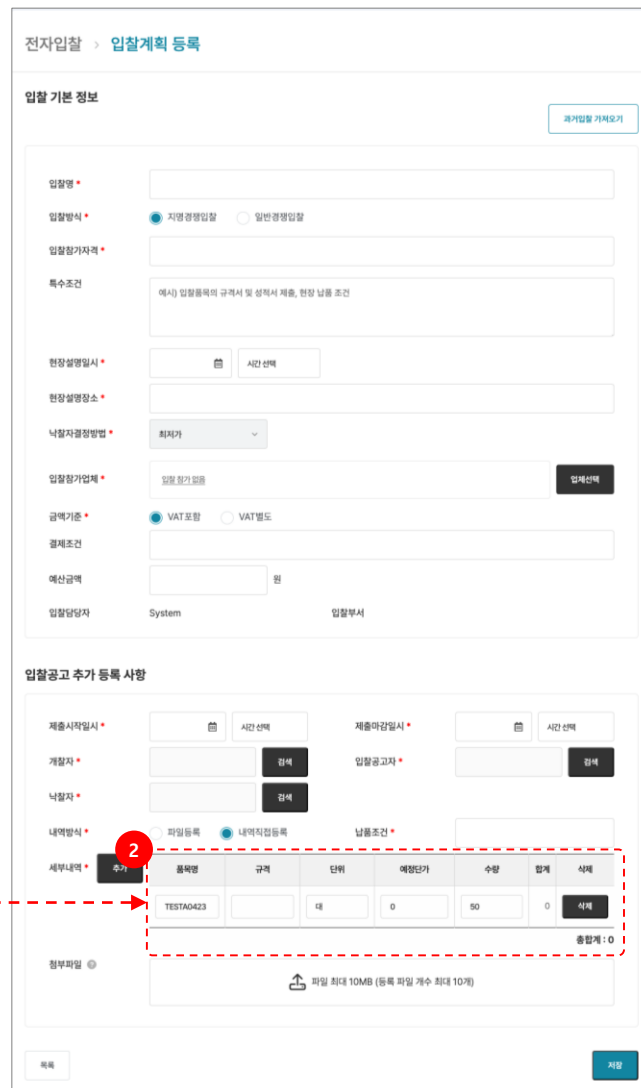 전자입찰 > 입찰계획 등록
입찰 기본 정보
과거입찰 가져오기
입찰명 *
입찰방식 * 지명경쟁입찰 일반경쟁입찰
입찰참가자격 *
특수조건 예시) 입찰품목의 규격서 및 성적서 제출, 현장 납품 조건
현장설명일시 * 시간 선택
현장설명장소 *
낙찰자결정방법 * 최저가
입찰참가업체 * 입찰 참가 없음 업체선택
금액기준 * VAT포함 VAT별도
결제조건
예산금액 원
입찰담당자 System 입찰부서
입찰공고 추가 등록 사항
제출시작일시 * 시간 선택 제출마감일시 * 시간 선택
개찰자 * 검색 입찰공고자 * 검색
낙찰자 * 검색
내역방식 * 파일등록 내역직접등록 납품조건 *
2
세부내역 * 추가 품목명 규격 단위 예정단가 수량 합계 삭제
TESTA0423 대 0 50 0 삭제
총합계 : 0
첨부파일 ? 파일 최대 10MB (등록 파일 개수 최대 10개)
목록 저장